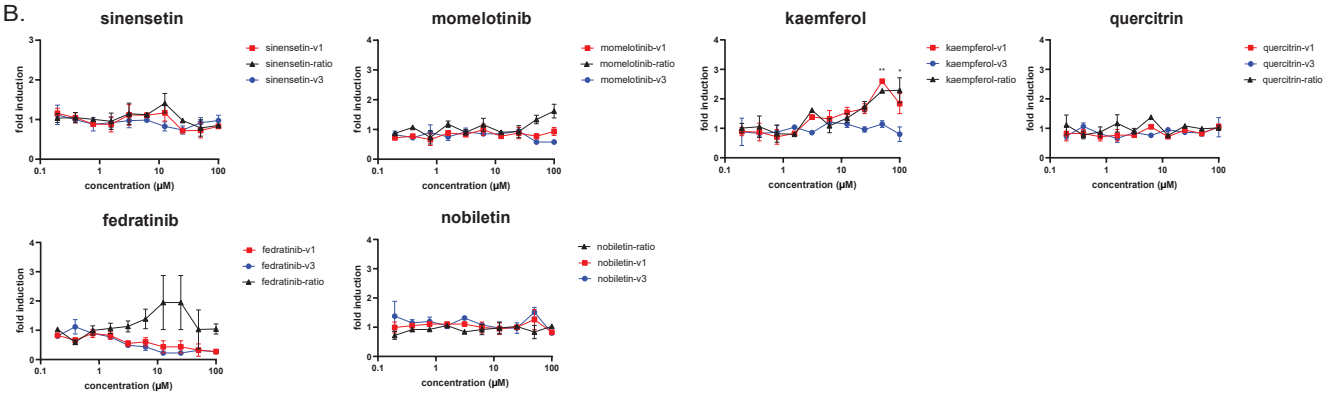 B.
sinensetin
fold induction
3
2
1
0
0.1
1
10
100
concentration (µM)
sinensetin-v1
sinensetin-ratio
sinensetin-v3
momelotinib
fold induction
4
3
2
1
0
0.1
1
10
100
concentration (µM)
momelotinib-v1
momelotinib-ratio
momelotinib-v3
kaemferol
fold induction
4
3
2
1
0
0.1
1
10
100
concentration (µM)
**
*
kaempferol-v1
kaempferol-v3
kaempferol-ratio
quercitrin
fold induction
4
3
2
1
0
0.1
1
10
100
concentration (µM)
quercitrin-v1
quercitrin-v3
quercitrin-ratio
fedratinib
fold induction
4
3
2
1
0
0.1
1
10
100
concentration (µM)
fedratinib-v1
fedratinib-v3
fedratinib-ratio
nobiletin
fold induction
4
3
2
1
0
0.1
1
10
100
concentration (µM)
nobiletin-ratio
nobiletin-v1
nobiletin-v3